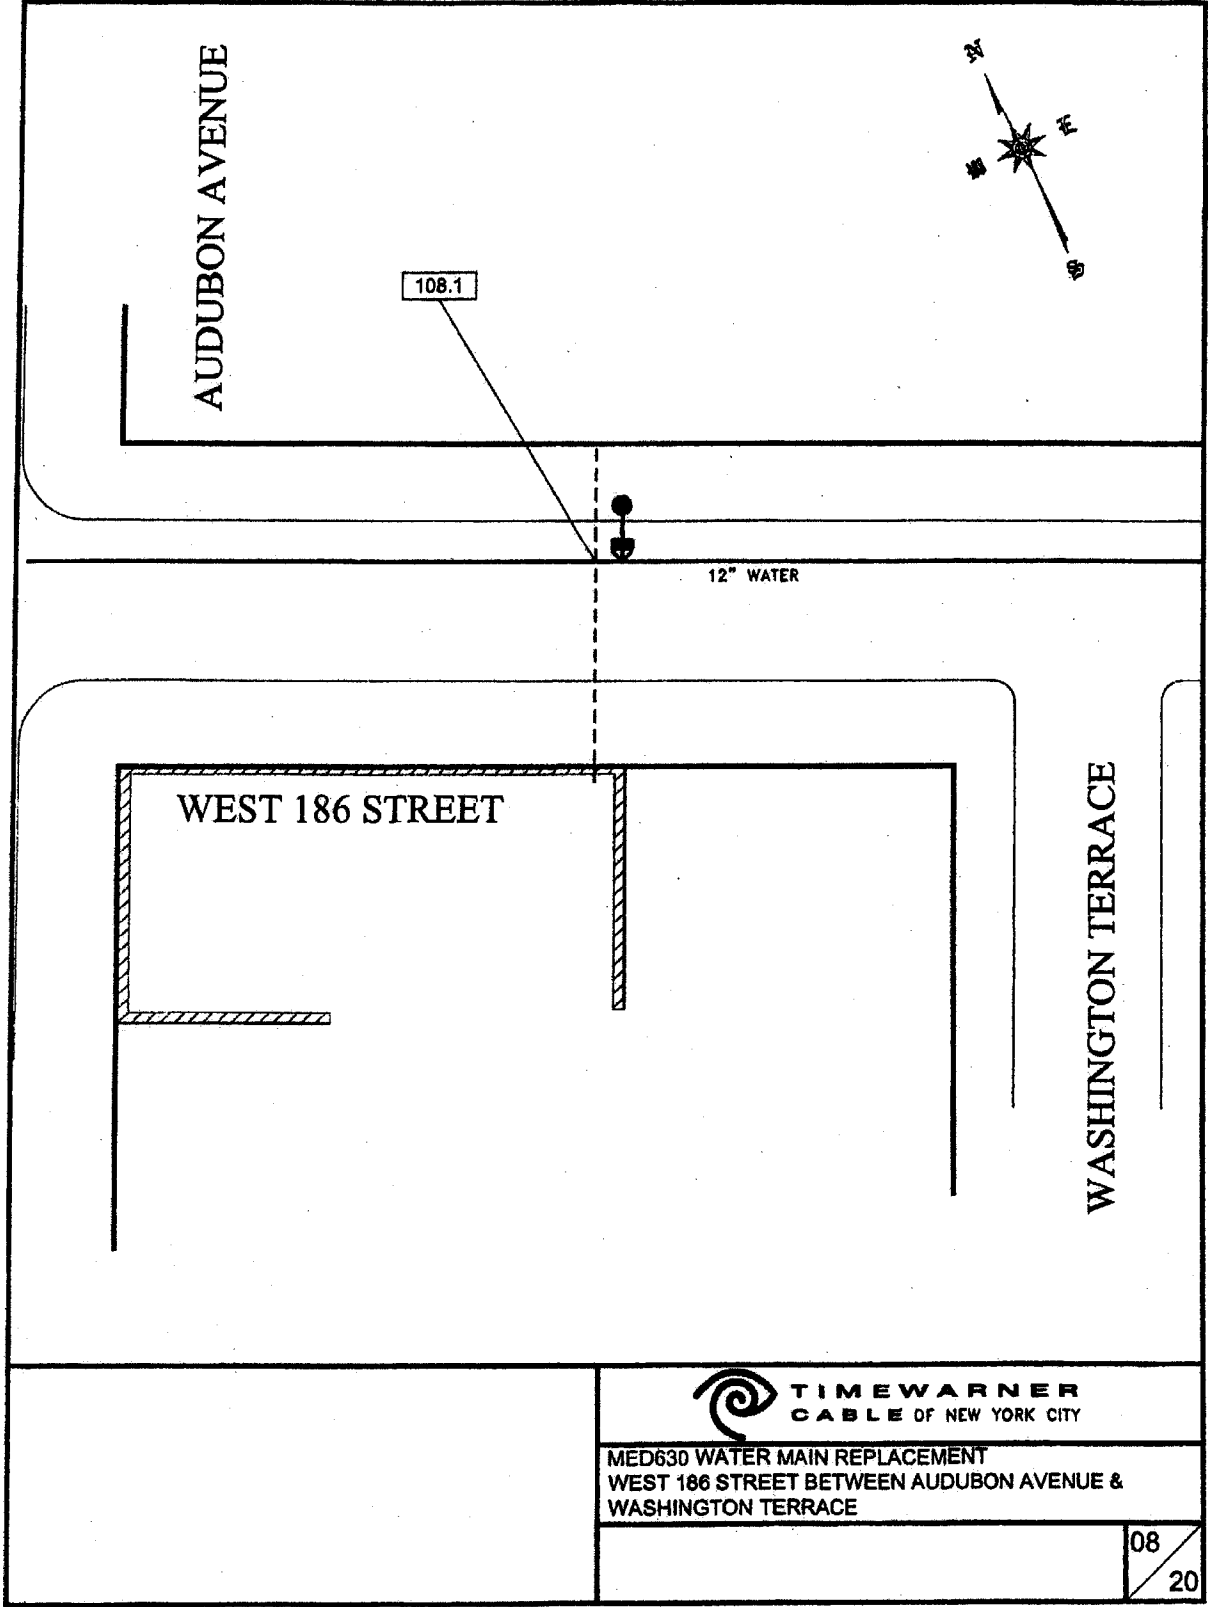 AUDUBON AVENUE
N
E
W
S
108.1
12" WATER
WEST 186 STREET
WASHINGTON TERRACE
TIMEWARNER
CABLE OF NEW YORK CITY
MED630 WATER MAIN REPLACEMENT
WEST 186 STREET BETWEEN AUDUBON AVENUE &
WASHINGTON TERRACE
08
20